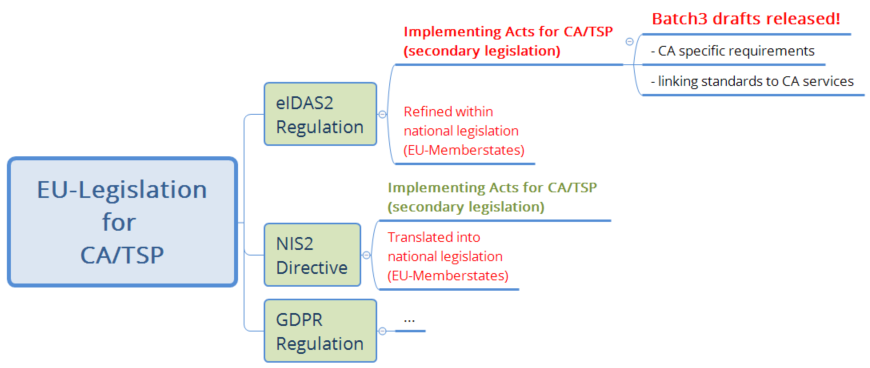 EU-Legislation
for
CA/TSP
eIDAS2
Regulation
Implementing Acts for CA/TSP
(secondary legislation)
Batch3 drafts released!
- CA specific requirements
- linking standards to CA services
Refined within
national legislation
(EU-Memberstates)
NIS2
Directive
Implementing Acts for CA/TSP
(secondary legislation)
Translated into
national legislation
(EU-Memberstates)
GDPR
Regulation
...